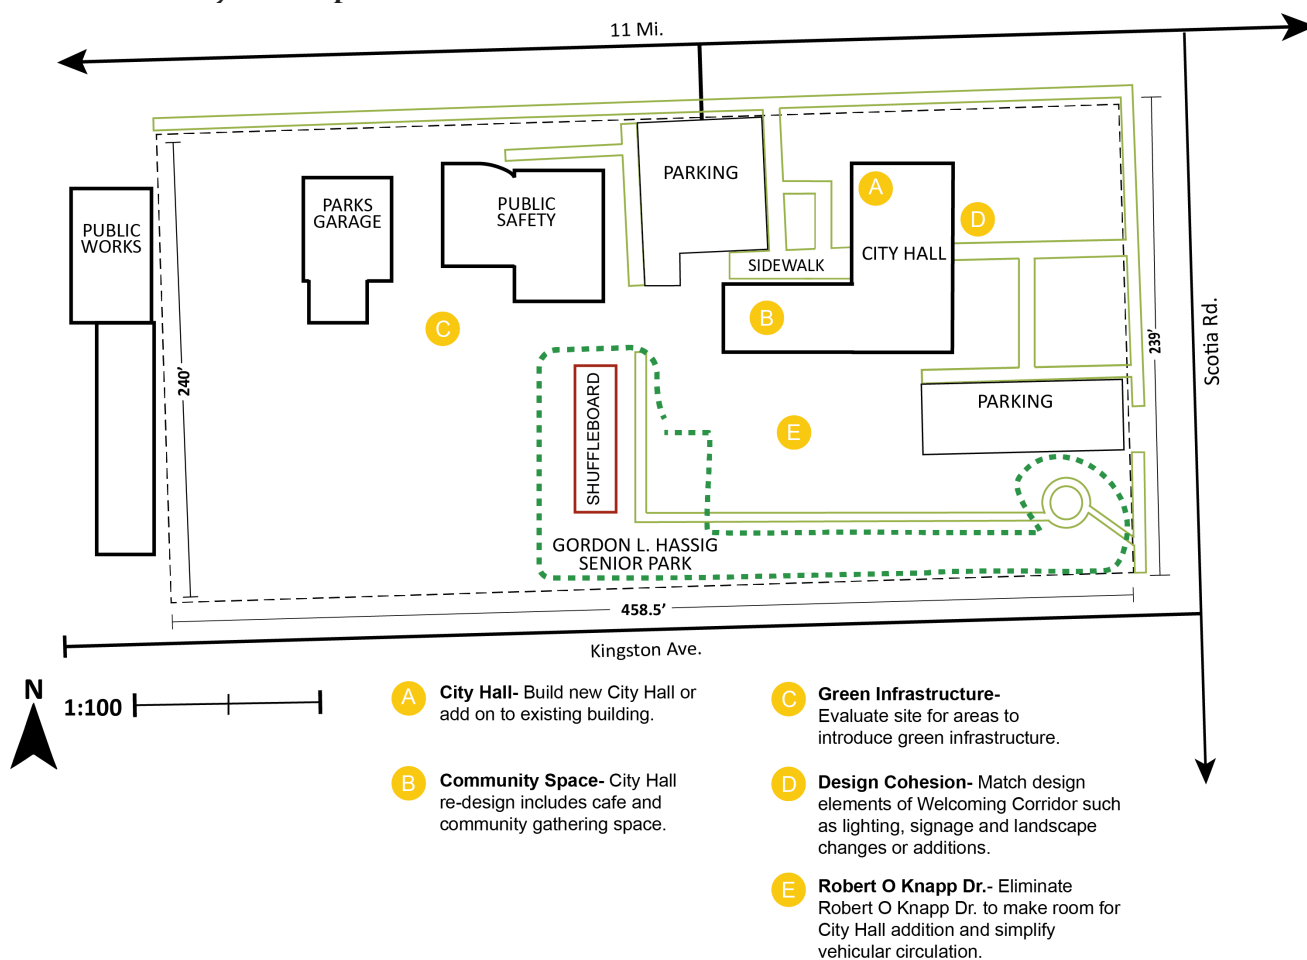 11 Mi.
PARKING
PARKS
GARAGE
PUBLIC
SAFETY
A
D
PUBLIC
WORKS
CITY HALL
SIDEWALK
B
C
Scotia Rd.
239'
240'
SHUFFLEBOARD
PARKING
E
GORDON L. HASSIG
SENIOR PARK
458.5'
Kingston Ave.
N
1:100
A
City Hall- Build new City Hall or
add on to existing building.
B
Community Space- City Hall
re-design includes cafe and
community gathering space.
C
Green Infrastructure-
Evaluate site for areas to
introduce green infrastructure.
D
Design Cohesion- Match design
elements of Welcoming Corridor such
as lighting, signage and landscape
changes or additions.
E
Robert O Knapp Dr.- Eliminate
Robert O Knapp Dr. to make room for
City Hall addition and simplify
vehicular circulation.